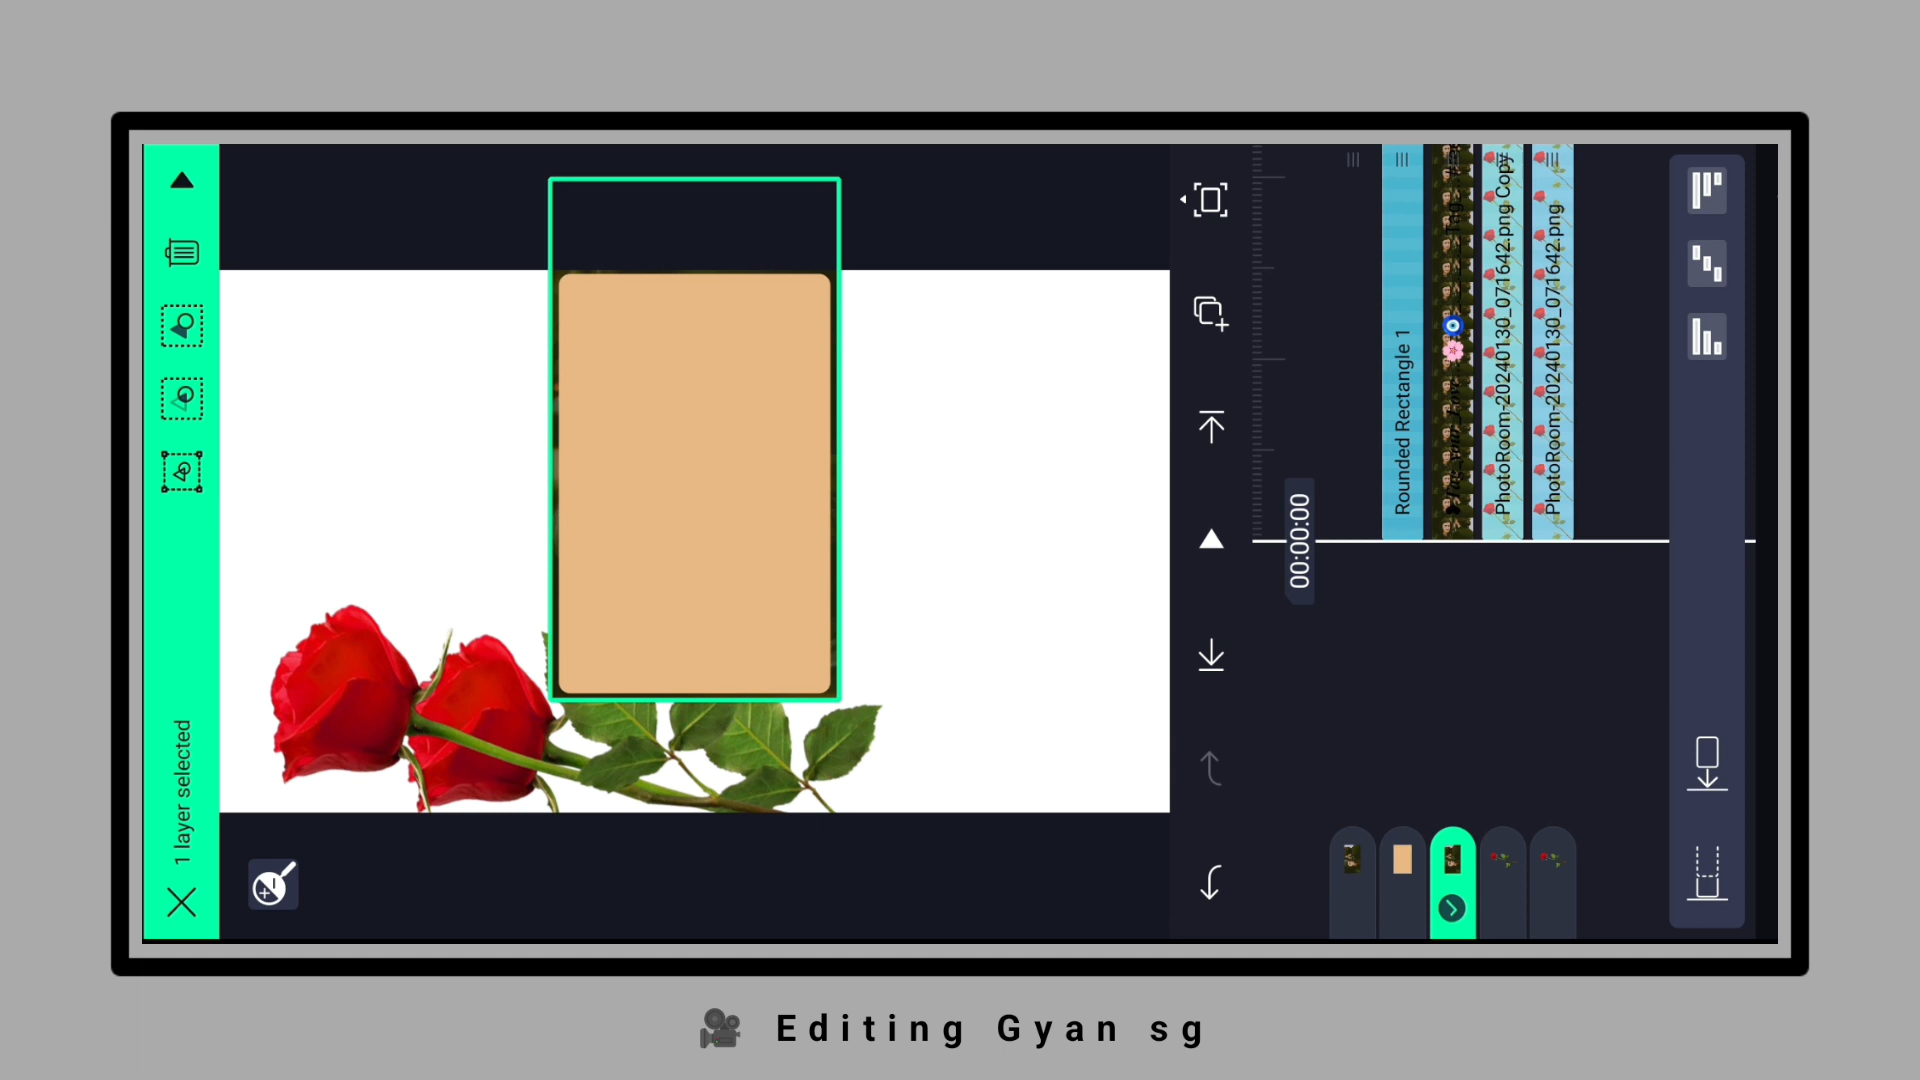 1 layer selected
00:00:00
Rounded Rectangle 1
PhotoRoom-20240130_071642.png Copy
PhotoRoom-20240130_071642.png
🎥 Editing Gyan sg